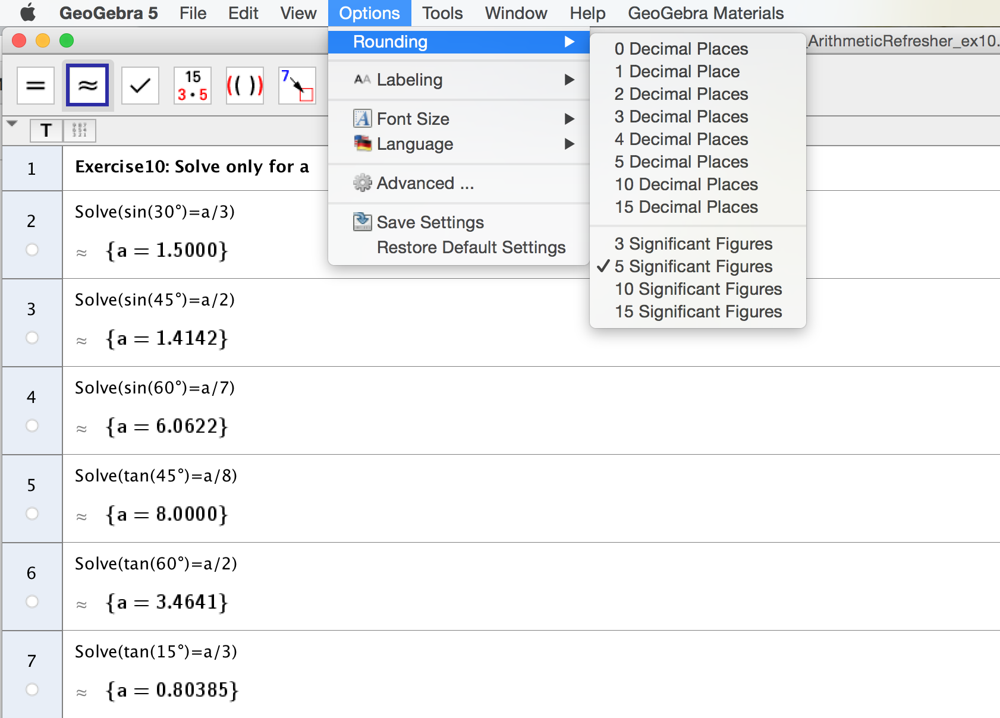 GeoGebra 5 File Edit View Options Tools Window Help GeoGebra Materials
_ArithmeticRefresher_ex10.
Rounding
Labeling
Font Size
Language
Advanced ...
Save Settings
Restore Default Settings
0 Decimal Places
1 Decimal Place
2 Decimal Places
3 Decimal Places
4 Decimal Places
5 Decimal Places
10 Decimal Places
15 Decimal Places
3 Significant Figures
✓ 5 Significant Figures
10 Significant Figures
15 Significant Figures
= ≈ ✓ 15 3•5 (( )) 7
T
1 Exercise10: Solve only for a
2 Solve(sin(30°)=a/3)
≈ {a = 1.5000}
3 Solve(sin(45°)=a/2)
≈ {a = 1.4142}
4 Solve(sin(60°)=a/7)
≈ {a = 6.0622}
5 Solve(tan(45°)=a/8)
≈ {a = 8.0000}
6 Solve(tan(60°)=a/2)
≈ {a = 3.4641}
7 Solve(tan(15°)=a/3)
≈ {a = 0.80385}